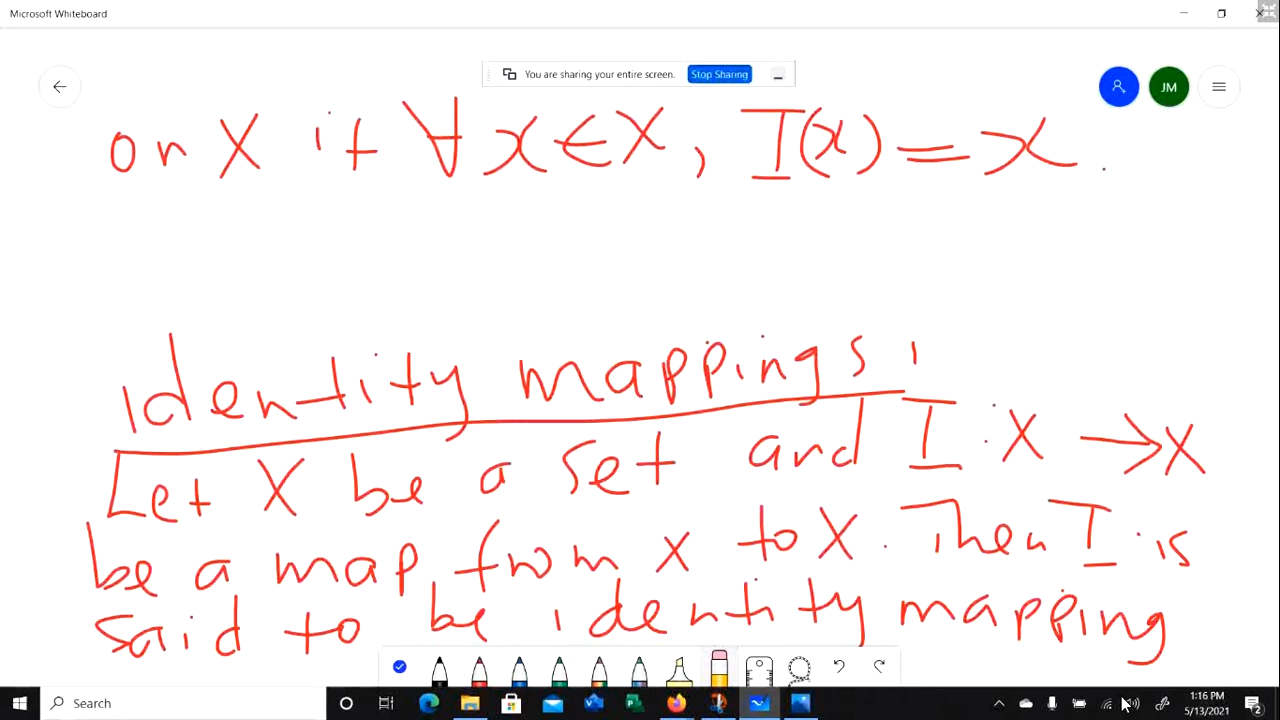 Microsoft Whiteboard
You are sharing your entire screen. Stop Sharing
JM
on X if ∀ x ∈ X, I(x) = x.
identity mappings:
Let X be a set and I : X → X
be a map from X to X. Then I is
said to be identity mapping
Search
1:16 PM
5/13/2021
2